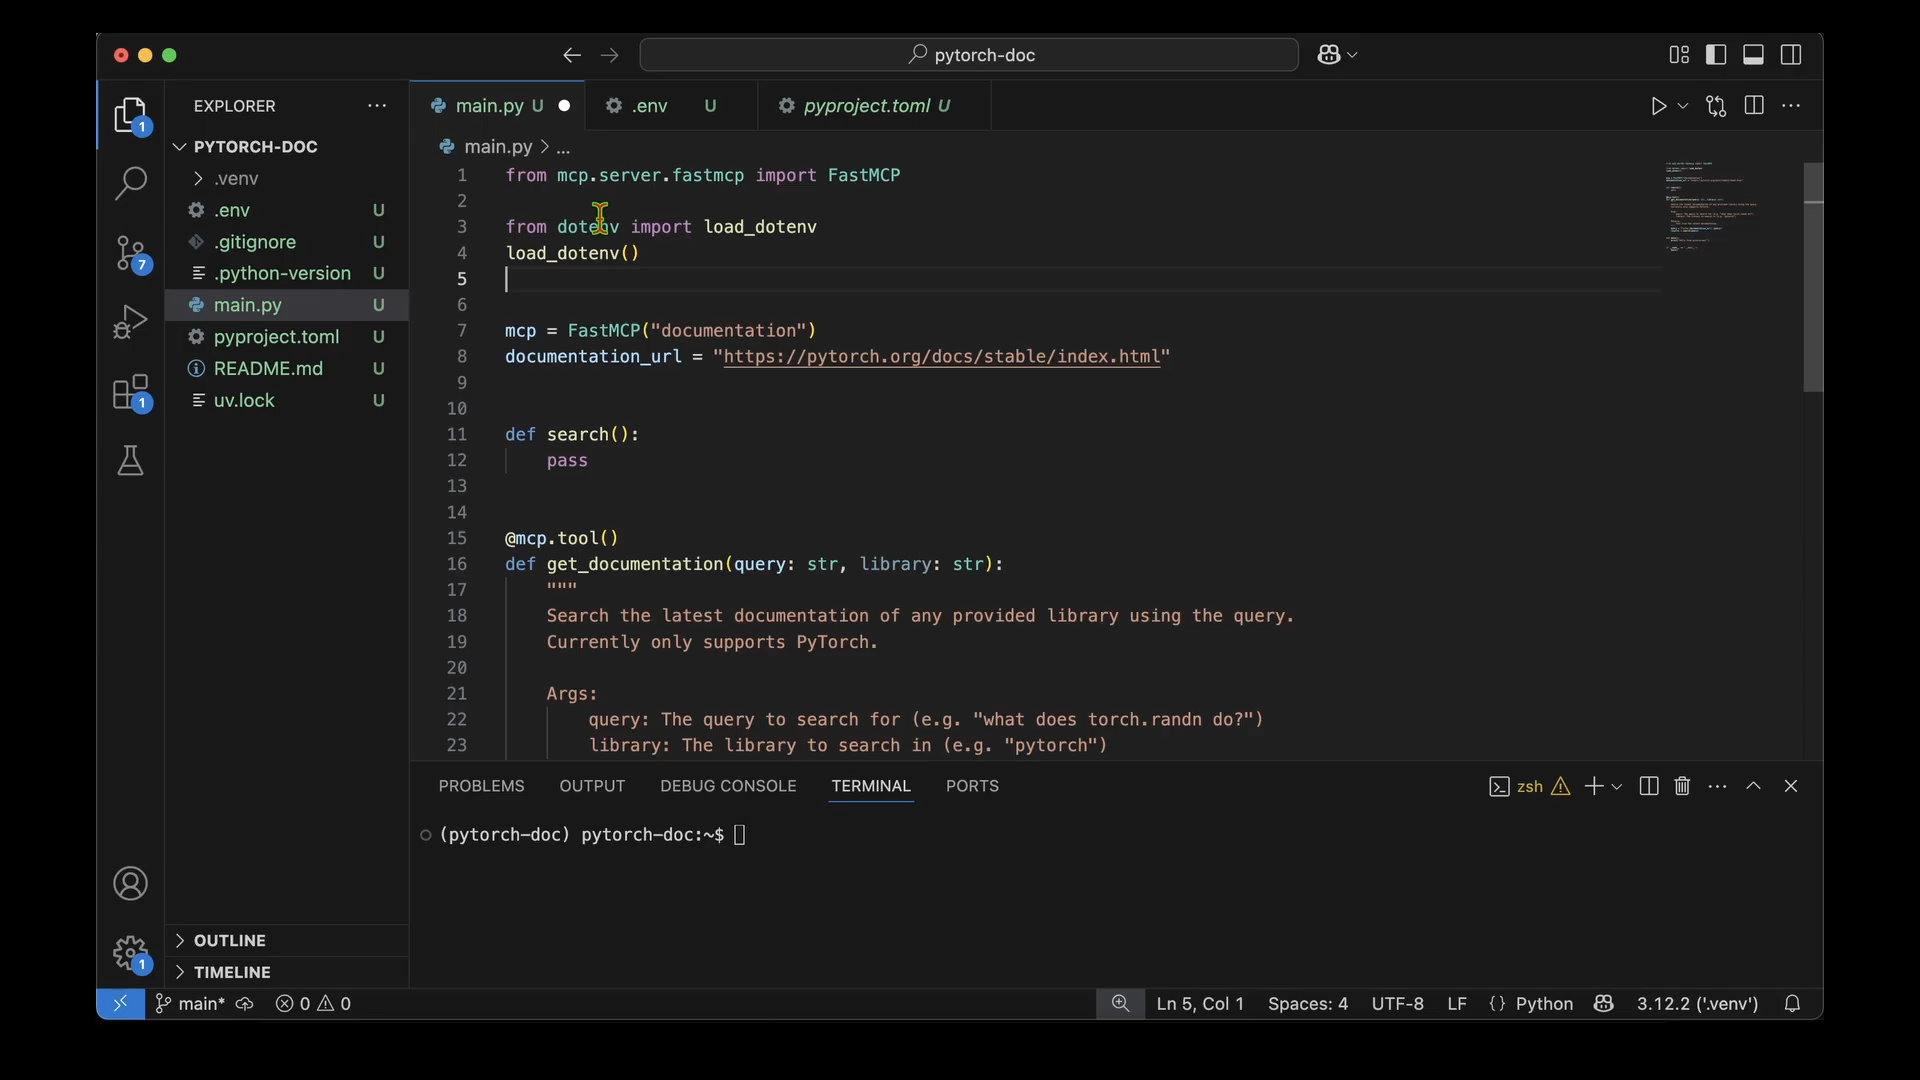 pytorch-doc
EXPLORER
main.py U
.env U
pyproject.toml U
PYTORCH-DOC
.venv
.env U
.gitignore U
.python-version U
main.py U
pyproject.toml U
README.md U
uv.lock U
OUTLINE
TIMELINE
1
7
1
1
main.py > ...
1 from mcp.server.fastmcp import FastMCP
2
3 from dotenv import load_dotenv
4 load_dotenv()
5
6
7 mcp = FastMCP("documentation")
8 documentation_url = "https://pytorch.org/docs/stable/index.html"
9
10
11 def search():
12 pass
13
14
15 @mcp.tool()
16 def get_documentation(query: str, library: str):
17 """
18 Search the latest documentation of any provided library using the query.
19 Currently only supports PyTorch.
20
21 Args:
22 query: The query to search for (e.g. "what does torch.randn do?")
23 library: The library to search in (e.g. "pytorch")
PROBLEMS OUTPUT DEBUG CONSOLE TERMINAL PORTS
zsh
(pytorch-doc) pytorch-doc:~$
main* 0 0
Ln 5, Col 1 Spaces: 4 UTF-8 LF {} Python 3.12.2 ('.venv')